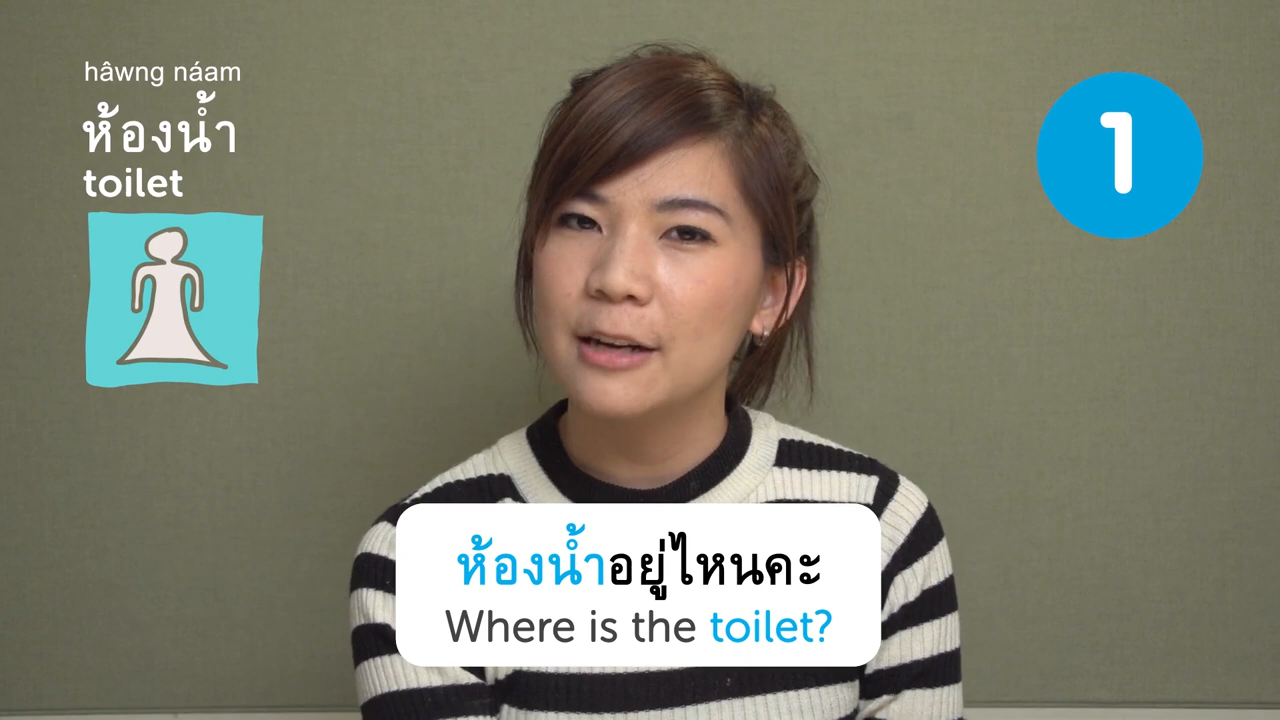 hâwng náam
ห้องน้ำ
toilet
1
ห้องน้ำอยู่ไหนคะ
Where is the toilet?